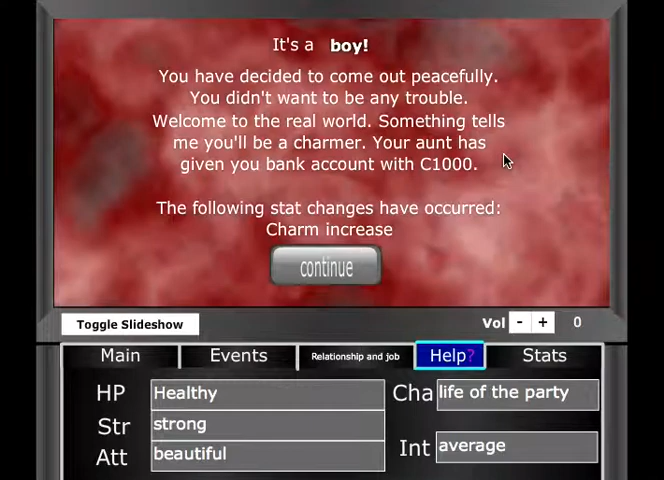 It's a boy!
You have decided to come out peacefully.
You didn't want to be any trouble.
Welcome to the real world. Something tells
me you'll be a charmer. Your aunt has
given you bank account with C1000.
The following stat changes have occurred:
Charm increase
continue
Toggle Slideshow Vol - + 0
Main Events Relationship and job Help? Stats
HP Healthy Cha life of the party
Str strong
Att beautiful Int average